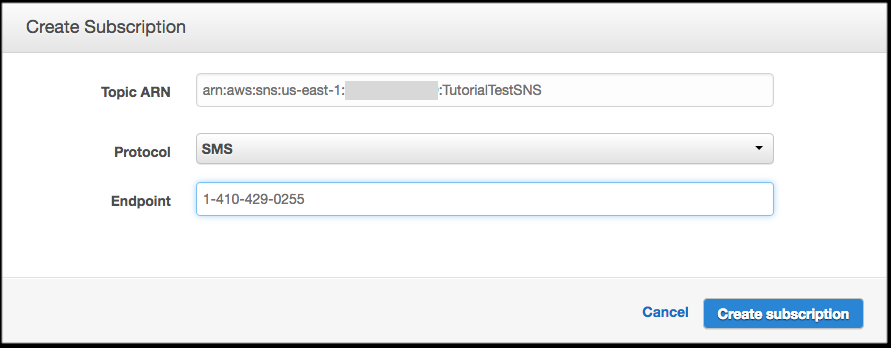 Create Subscription
Topic ARN arn:aws:sns:us-east-1: :TutorialTestSNS
Protocol SMS
Endpoint 1-410-429-0255
Cancel Create subscription